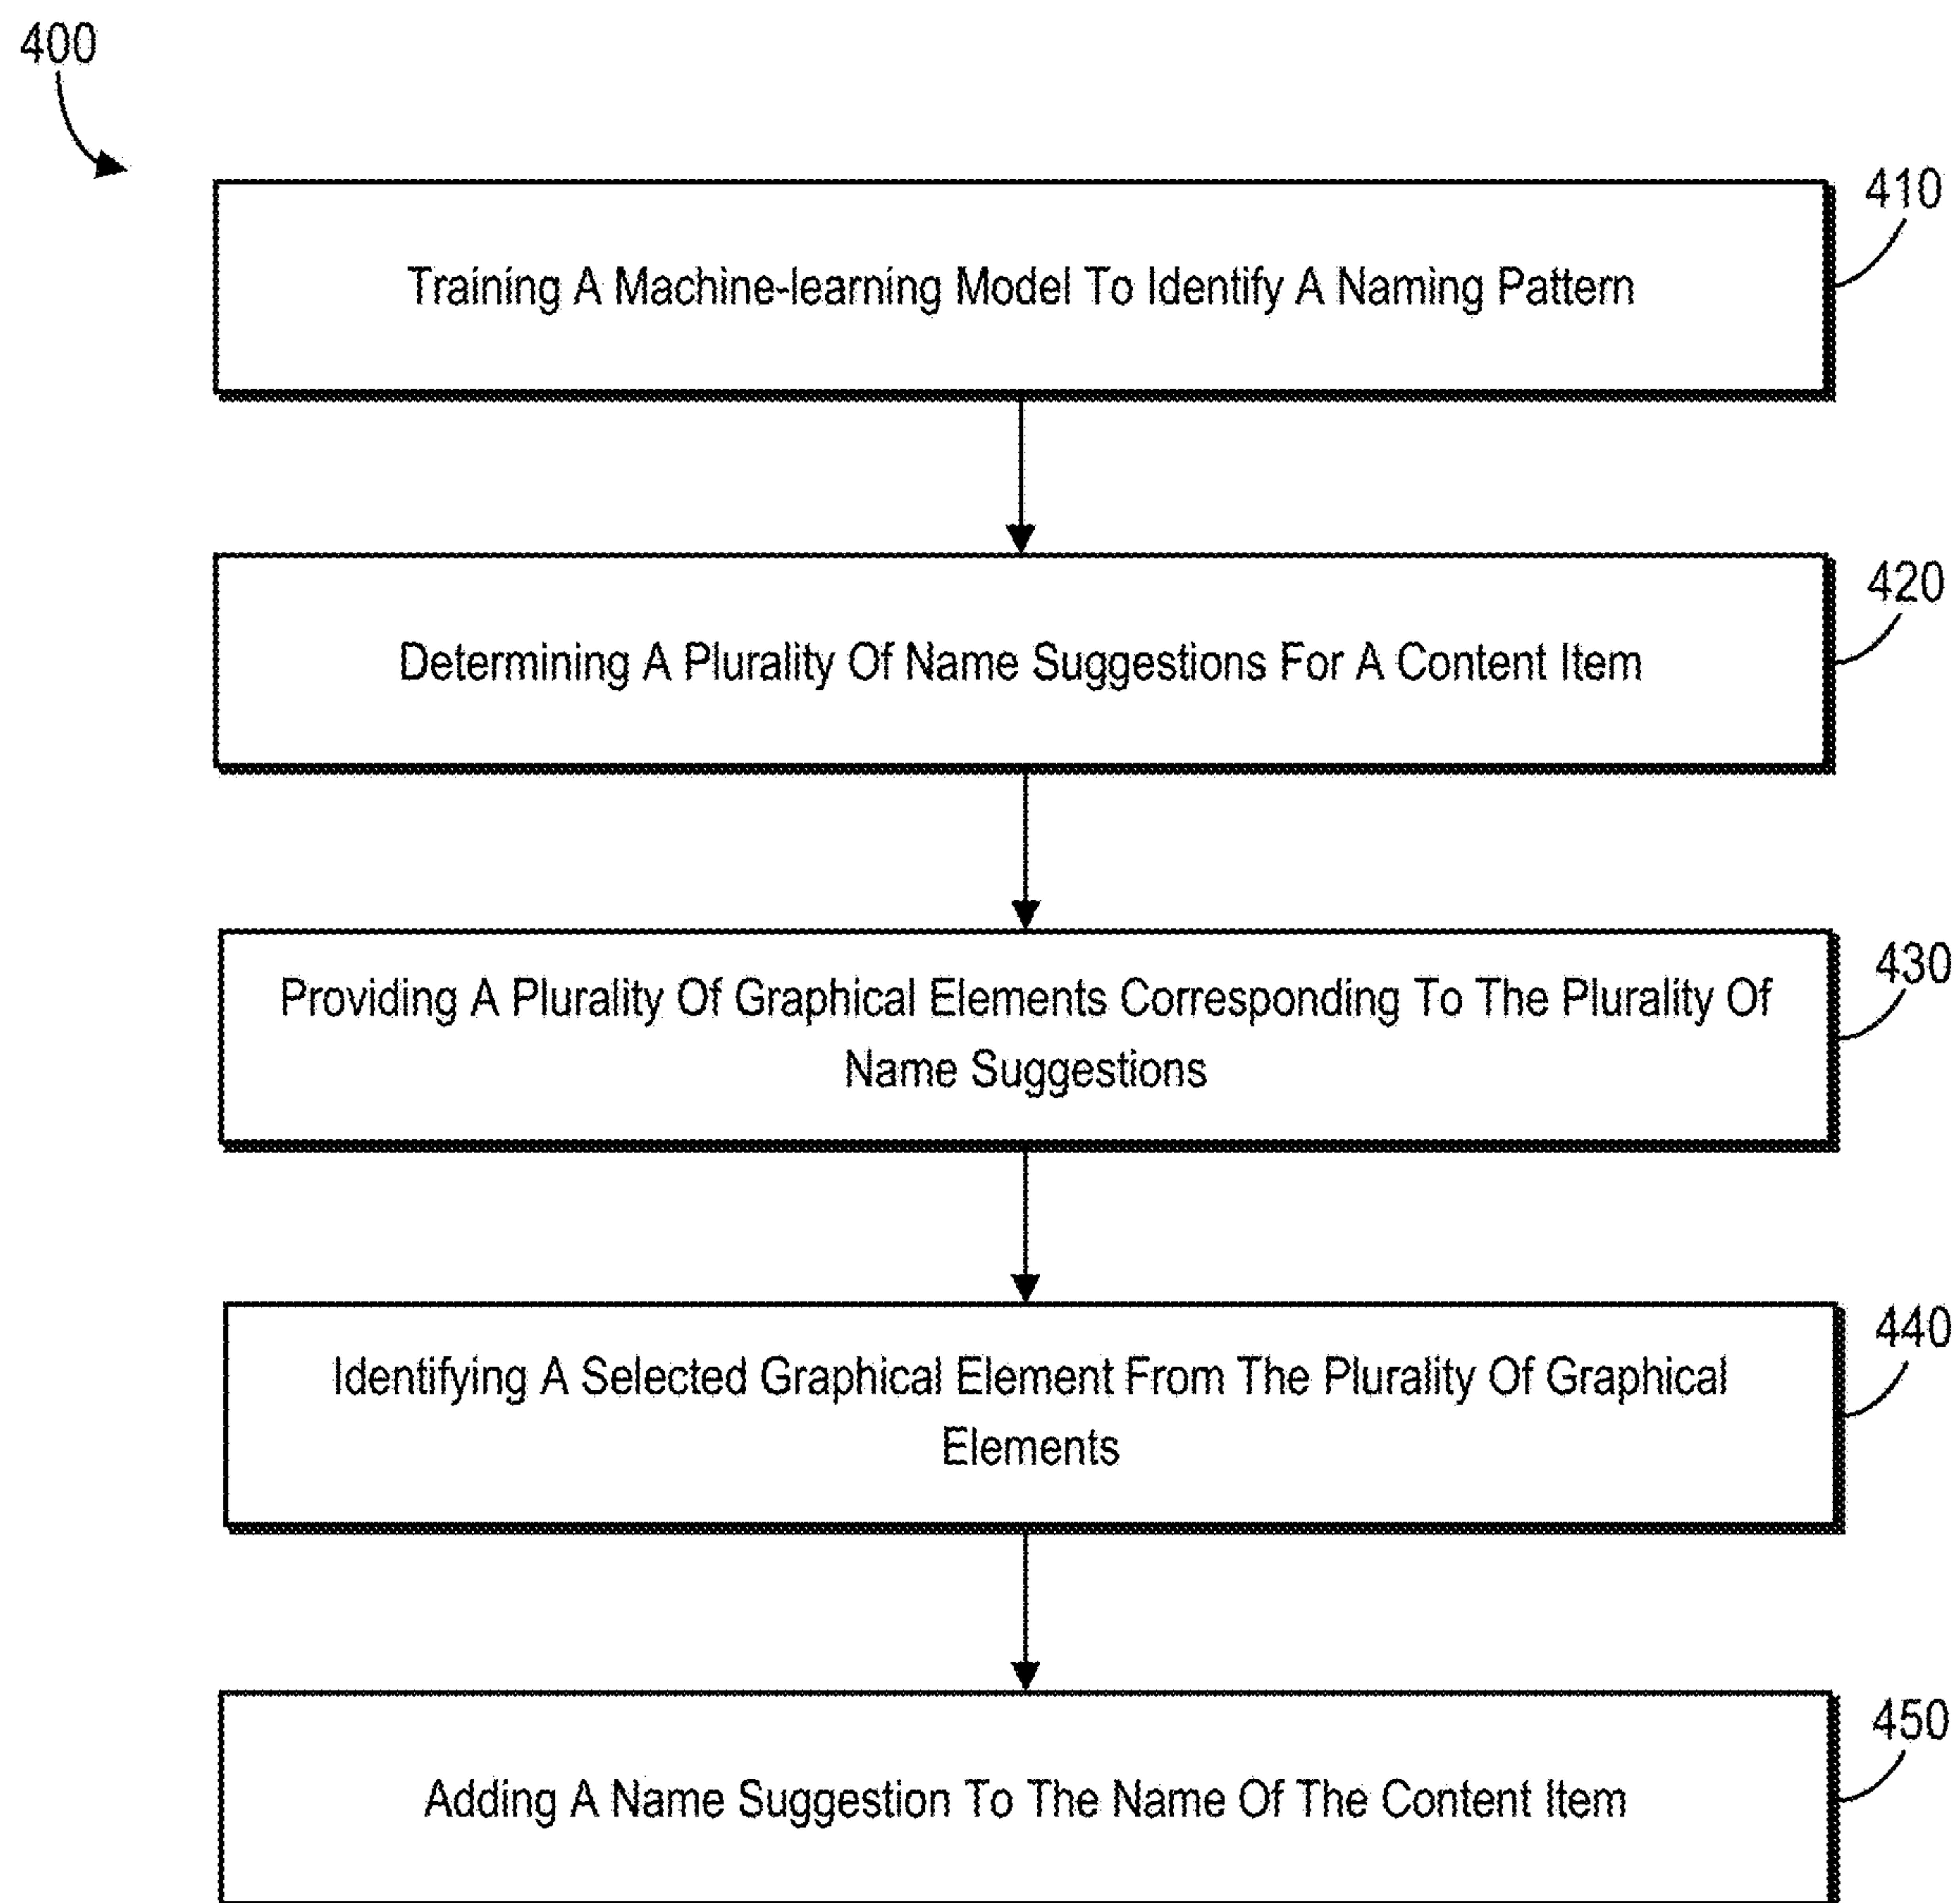 400
410
Training A Machine-learning Model To Identify A Naming Pattern
420
Determining A Plurality Of Name Suggestions For A Content Item
430
Providing A Plurality Of Graphical Elements Corresponding To The Plurality Of
Name Suggestions
440
Identifying A Selected Graphical Element From The Plurality Of Graphical
Elements
450
Adding A Name Suggestion To The Name Of The Content Item